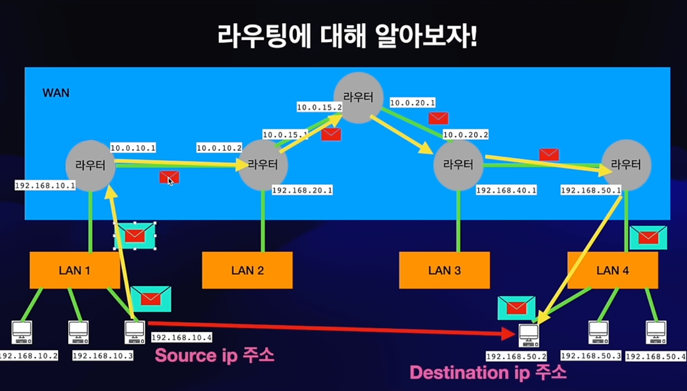 라우팅에 대해 알아보자!
WAN
라우터
10.0.20.1
10.0.15.2
10.0.15.1
10.0.20.2
10.0.10.1
10.0.10.2
라우터
라우터
라우터
라우터
192.168.10.1
192.168.20.1
192.168.40.1
192.168.50.1
LAN 1
LAN 2
LAN 3
LAN 4
192.168.10.2
192.168.10.3
192.168.10.4
192.168.50.2
192.168.50.3
192.168.50.4
Source ip 주소
Destination ip 주소